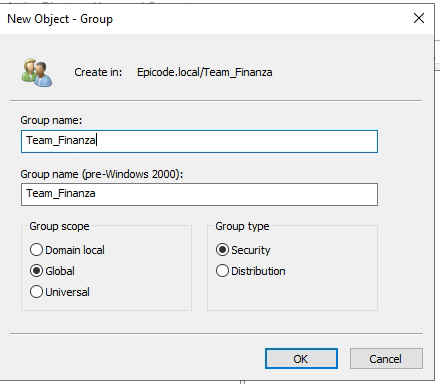 New Object - Group
Create in: Epicode.local/Team_Finanza
Group name:
Team_Finanza
Group name (pre-Windows 2000):
Team_Finanza
Group scope
Domain local
Global
Universal
Group type
Security
Distribution
OK
Cancel